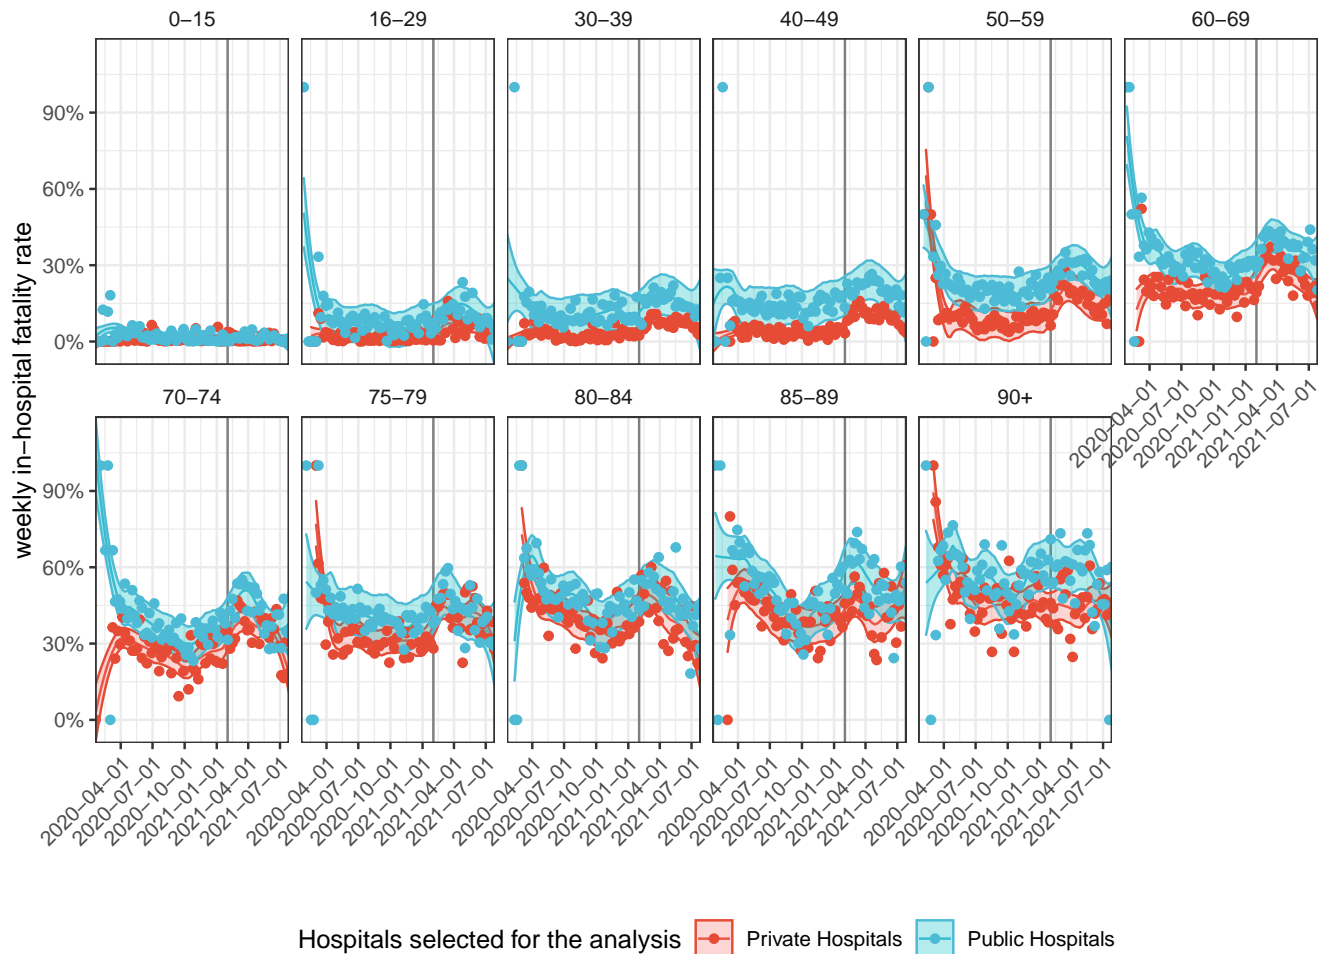 0–15 16–29 30–39 40–49 50–59 60–69
90%
60%
30%
0%
2020–04–01 2020–07–01 2020–10–01 2021–01–01 2021–04–01 2021–07–01
70–74 75–79 80–84 85–89 90+
90%
60%
30%
0%
2020–04–01 2020–07–01 2020–10–01 2021–01–01 2021–04–01 2021–07–01 2020–04–01 2020–07–01 2020–10–01 2021–01–01 2021–04–01 2021–07–01 2020–04–01 2020–07–01 2020–10–01 2021–01–01 2021–04–01 2021–07–01 2020–04–01 2020–07–01 2020–10–01 2021–01–01 2021–04–01 2021–07–01 2020–04–01 2020–07–01 2020–10–01 2021–01–01 2021–04–01 2021–07–01
weekly in–hospital fatality rate
Hospitals selected for the analysis Private Hospitals Public Hospitals